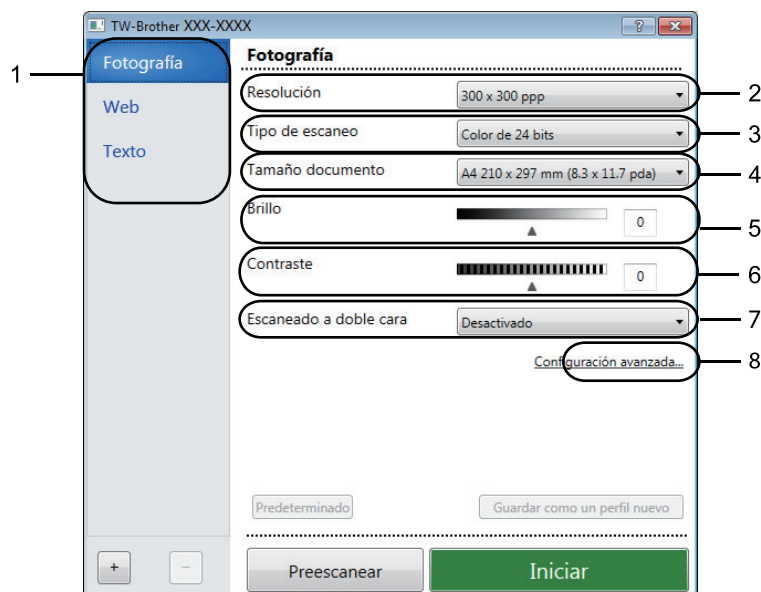 TW-Brother XXX-XXXX
?
Fotografía
Web
Texto
1
Fotografía
Resolución
300 x 300 ppp
2
Tipo de escaneo
Color de 24 bits
3
Tamaño documento
A4 210 x 297 mm (8.3 x 11.7 pda)
4
Brillo
0
5
Contraste
0
6
Escaneado a doble cara
Desactivado
7
Configuración avanzada...
8
Predeterminado
Guardar como un perfil nuevo
+
-
Preescanear
Iniciar